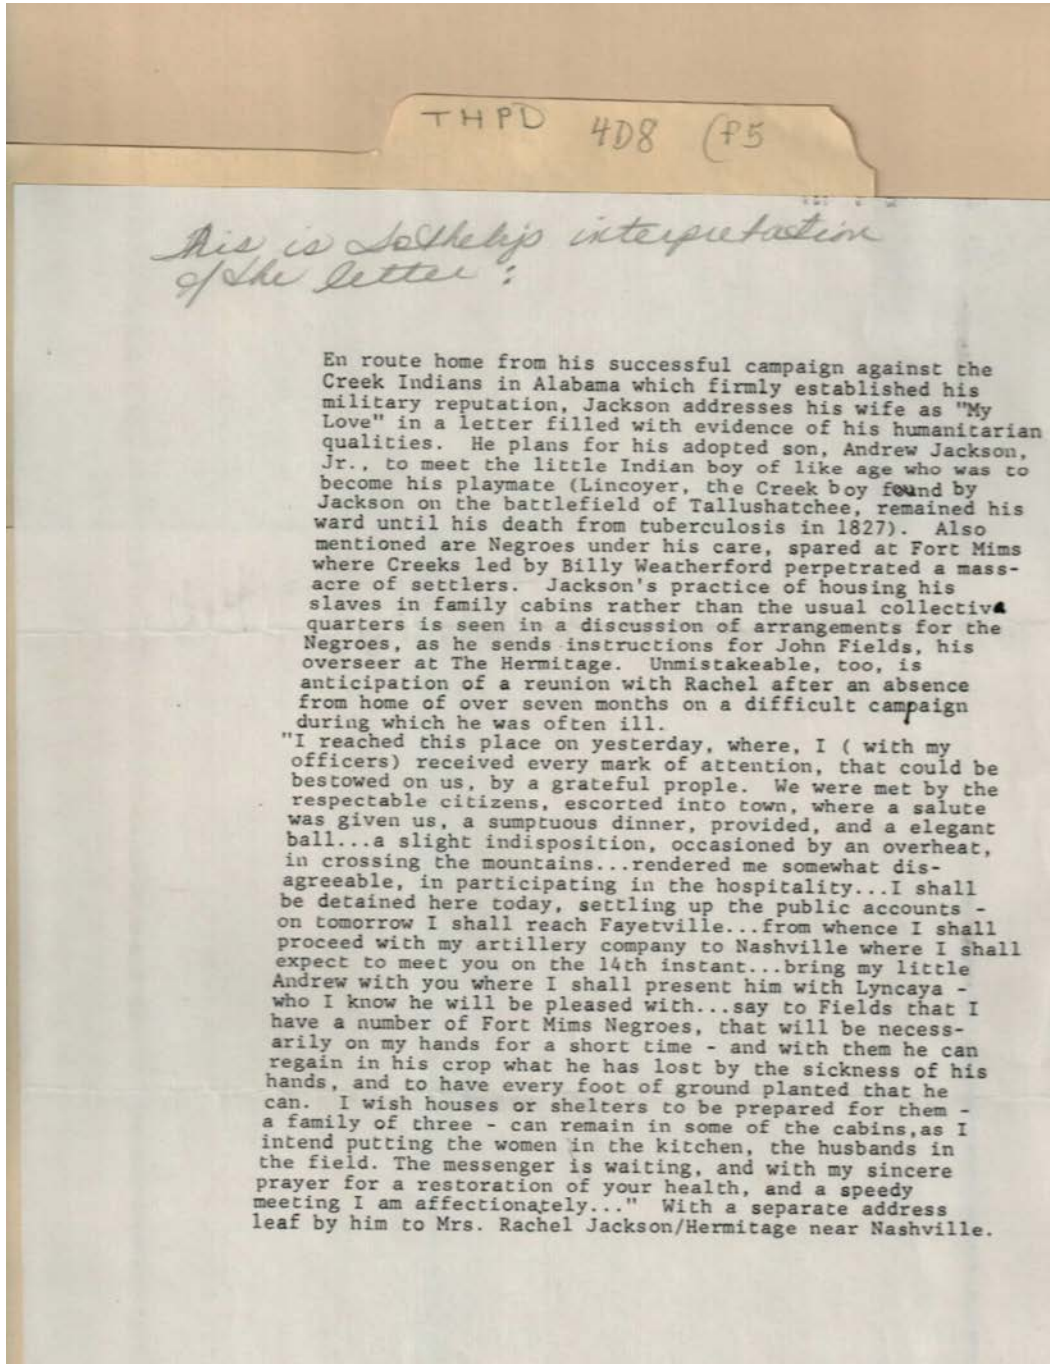 THPD 4D8 (f5
This is Sotheby's interpretation
of the letter :
En route home from his successful campaign against the
Creek Indians in Alabama which firmly established his
military reputation, Jackson addresses his wife as "My
Love" in a letter filled with evidence of his humanitarian
qualities. He plans for his adopted son, Andrew Jackson,
Jr., to meet the little Indian boy of like age who was to
become his playmate (Lincoyer, the Creek boy found by
Jackson on the battlefield of Tallushatchee, remained his
ward until his death from tuberculosis in 1827). Also
mentioned are Negroes under his care, spared at Fort Mims
where Creeks led by Billy Weatherford perpetrated a mass-
acre of settlers. Jackson's practice of housing his
slaves in family cabins rather than the usual collective
quarters is seen in a discussion of arrangements for the
Negroes, as he sends instructions for John Fields, his
overseer at The Hermitage. Unmistakeable, too, is
anticipation of a reunion with Rachel after an absence
from home of over seven months on a difficult campaign
during which he was often ill.
"I reached this place on yesterday, where, I ( with my
officers) received every mark of attention, that could be
bestowed on us, by a grateful prople. We were met by the
respectable citizens, escorted into town, where a salute
was given us, a sumptuous dinner, provided, and a elegant
ball...a slight indisposition, occasioned by an overheat,
in crossing the mountains...rendered me somewhat dis-
agreeable, in participating in the hospitality...I shall
be detained here today, settling up the public accounts -
on tomorrow I shall reach Fayetville...from whence I shall
proceed with my artillery company to Nashville where I shall
expect to meet you on the 14th instant...bring my little
Andrew with you where I shall present him with Lyncaya -
who I know he will be pleased with...say to Fields that I
have a number of Fort Mims Negroes, that will be necess-
arily on my hands for a short time - and with them he can
regain in his crop what he has lost by the sickness of his
hands, and to have every foot of ground planted that he
can. I wish houses or shelters to be prepared for them -
a family of three - can remain in some of the cabins,as I
intend putting the women in the kitchen, the husbands in
the field. The messenger is waiting, and with my sincere
prayer for a restoration of your health, and a speedy
meeting I am affectionately..." With a separate address
leaf by him to Mrs. Rachel Jackson/Hermitage near Nashville.